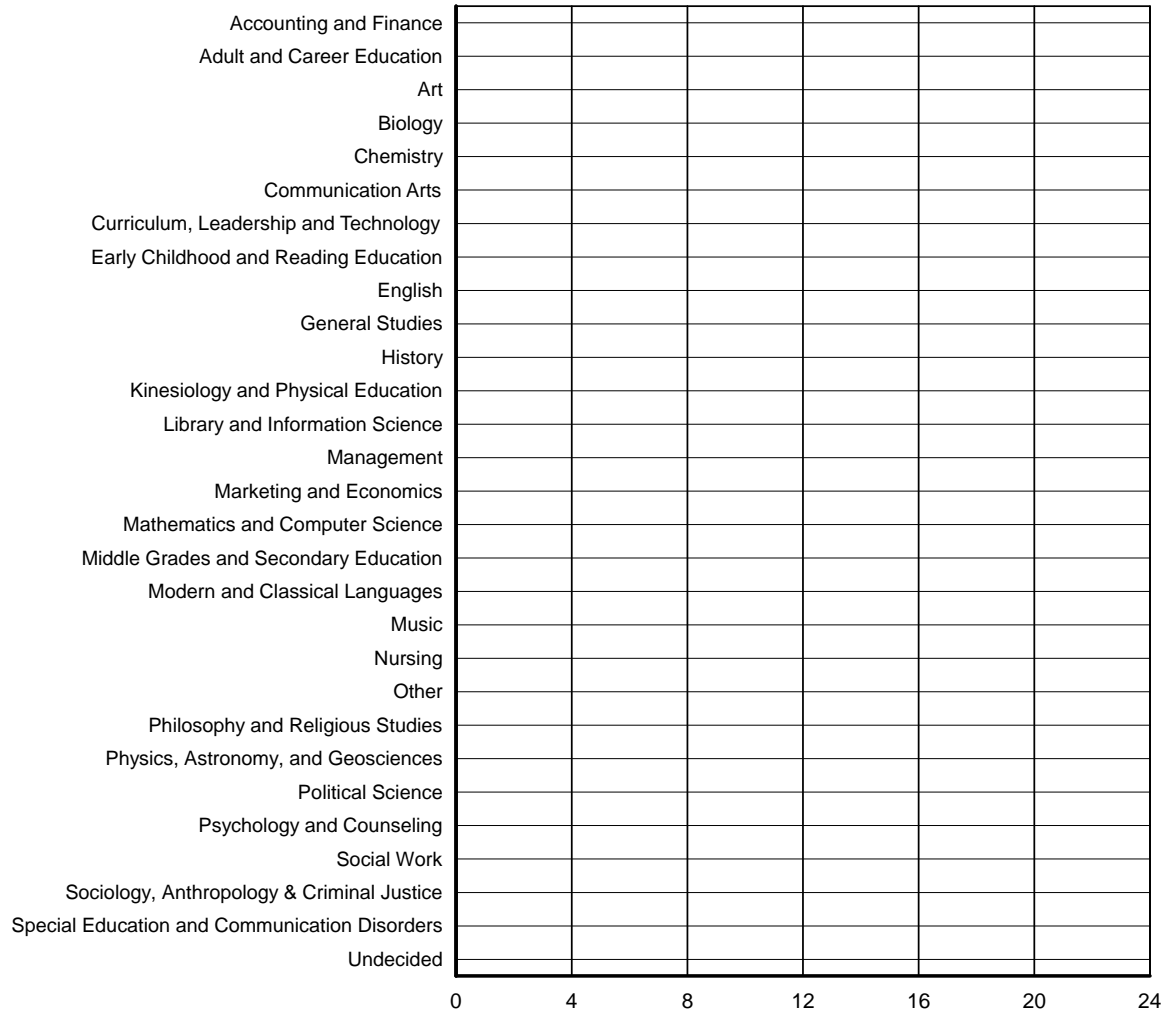 Accounting and Finance
Adult and Career Education
Art
Biology
Chemistry
Communication Arts
Curriculum, Leadership and Technology
Early Childhood and Reading Education
English
General Studies
History
Kinesiology and Physical Education
Library and Information Science
Management
Marketing and Economics
Mathematics and Computer Science
Middle Grades and Secondary Education
Modern and Classical Languages
Music
Nursing
Other
Philosophy and Religious Studies
Physics, Astronomy, and Geosciences
Political Science
Psychology and Counseling
Social Work
Sociology, Anthropology & Criminal Justice
Special Education and Communication Disorders
Undecided
0 4 8 12 16 20 24